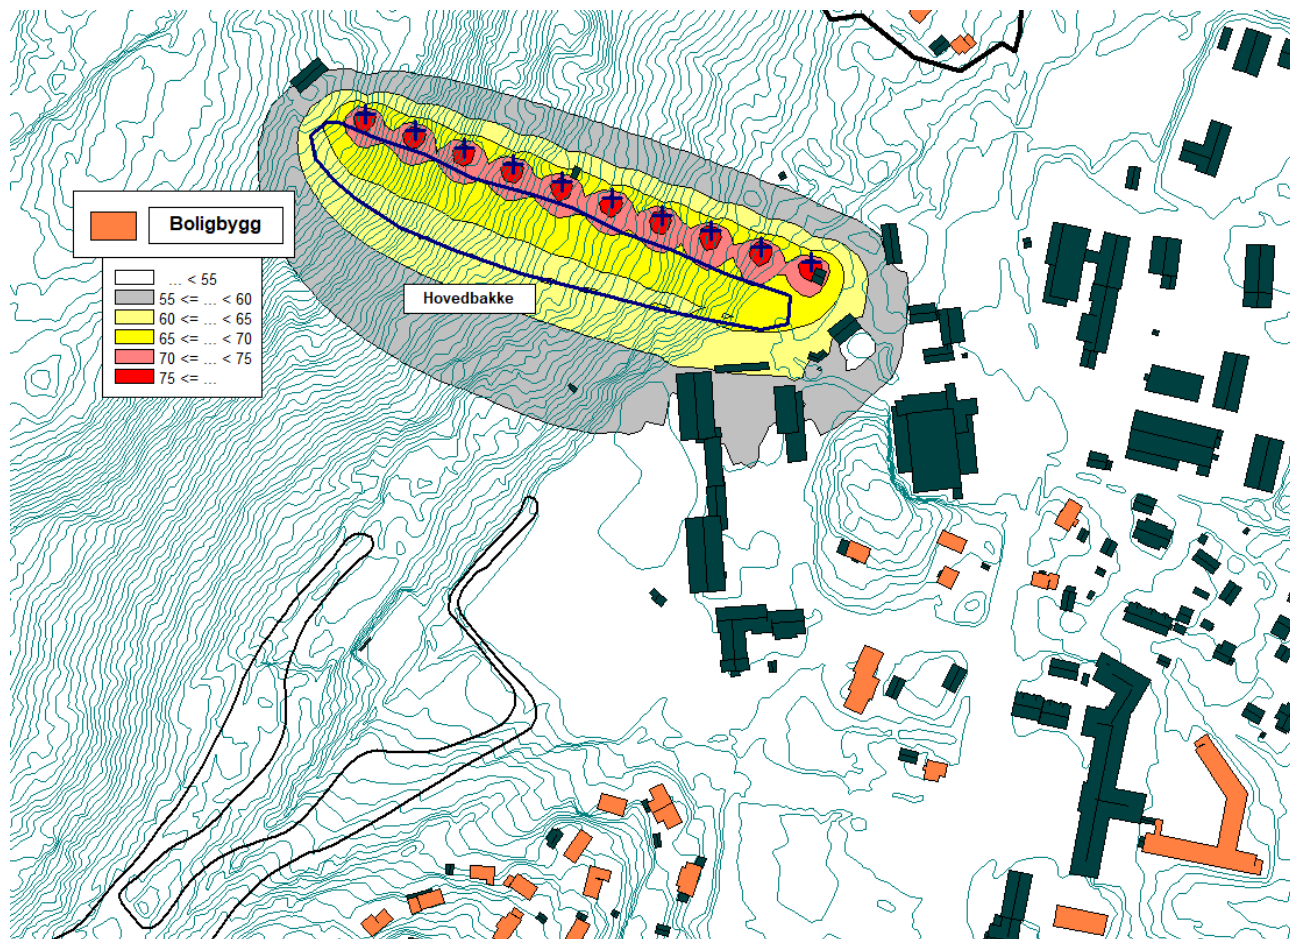 Boligbygg
... < 55
55 <= ... < 60
60 <= ... < 65
65 <= ... < 70
70 <= ... < 75
75 <= ...
Hovedbakke